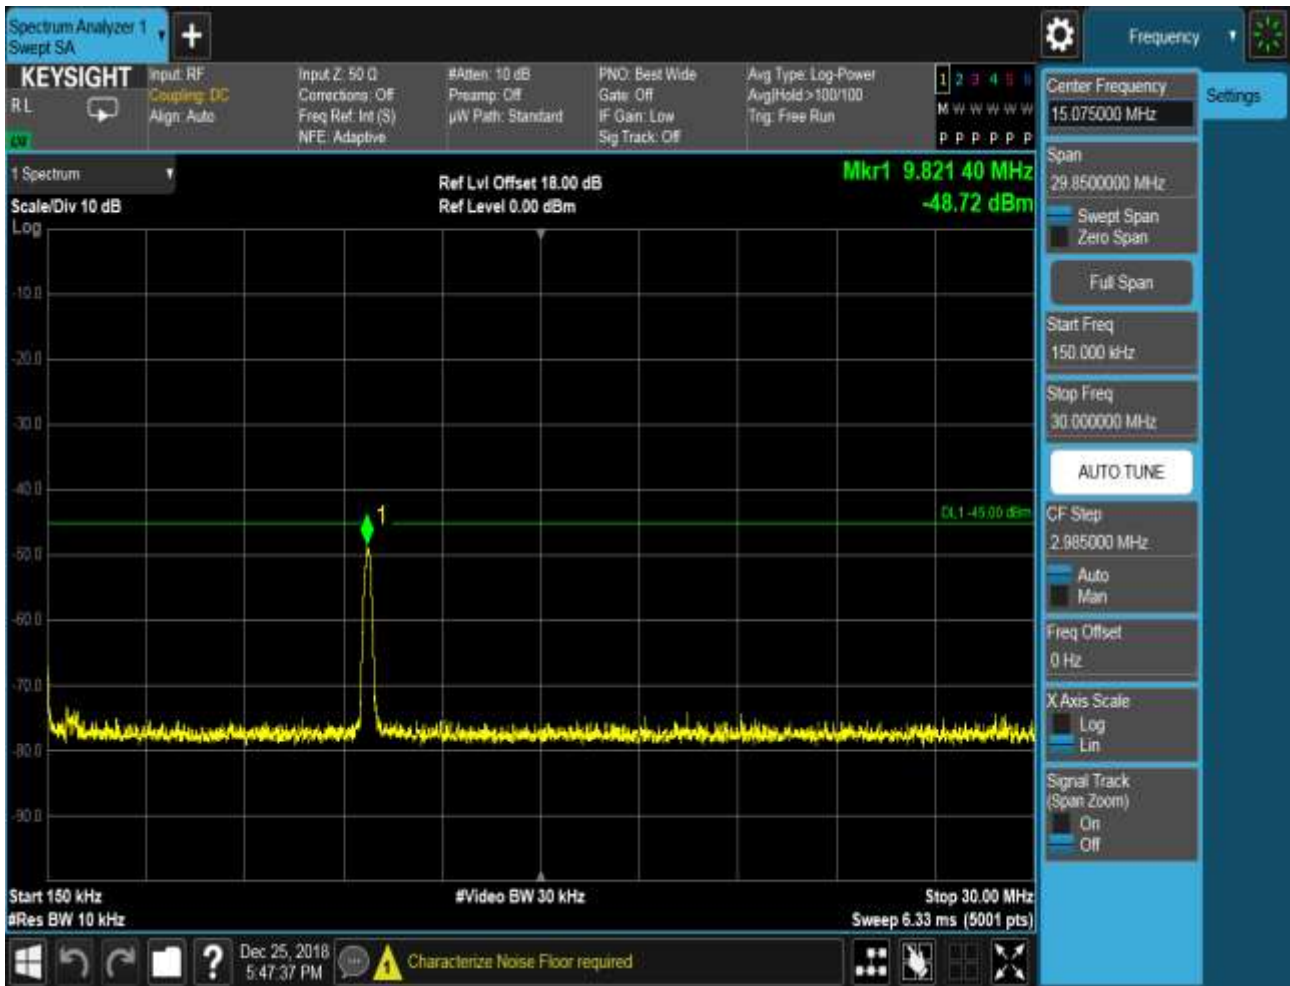 Spectrum Analyzer 1
Swept SA
Frequency
KEYSIGHT
R L
Input: RF
Coupling: DC
Align: Auto
Input Z: 50 Ω
Corrections: Off
Freq Ref: Int (S)
NFE: Adaptive
#Atten: 10 dB
Preamp: Off
µW Path: Standard
PNO: Best Wide
Gate: Off
IF Gain: Low
Sig Track: Off
Avg Type: Log-Power
Avg|Hold:>100/100
Trig: Free Run
1 2 3 4 5 6
M W W W W W
P P P P P P
1 Spectrum
Scale/Div 10 dB
Log
Ref Lvl Offset 18.00 dB
Ref Level 0.00 dBm
Mkr1 9.821 40 MHz
-48.72 dBm
-10.0
-20.0
-30.0
-40.0
-50.0
-60.0
-70.0
-80.0
-90.0
1
DL1 -45.00 dBm
Start 150 kHz
#Res BW 10 kHz
#Video BW 30 kHz
Stop 30.00 MHz
Sweep 6.33 ms (5001 pts)
Center Frequency
15.075000 MHz
Settings
Span
29.8500000 MHz
Swept Span
Zero Span
Full Span
Start Freq
150.000 kHz
Stop Freq
30.000000 MHz
AUTO TUNE
CF Step
2.985000 MHz
Auto
Man
Freq Offset
0 Hz
X Axis Scale
Log
Lin
Signal Track
(Span Zoom)
On
Off
?
Dec 25, 2018
5:47:37 PM
1
Characterize Noise Floor required